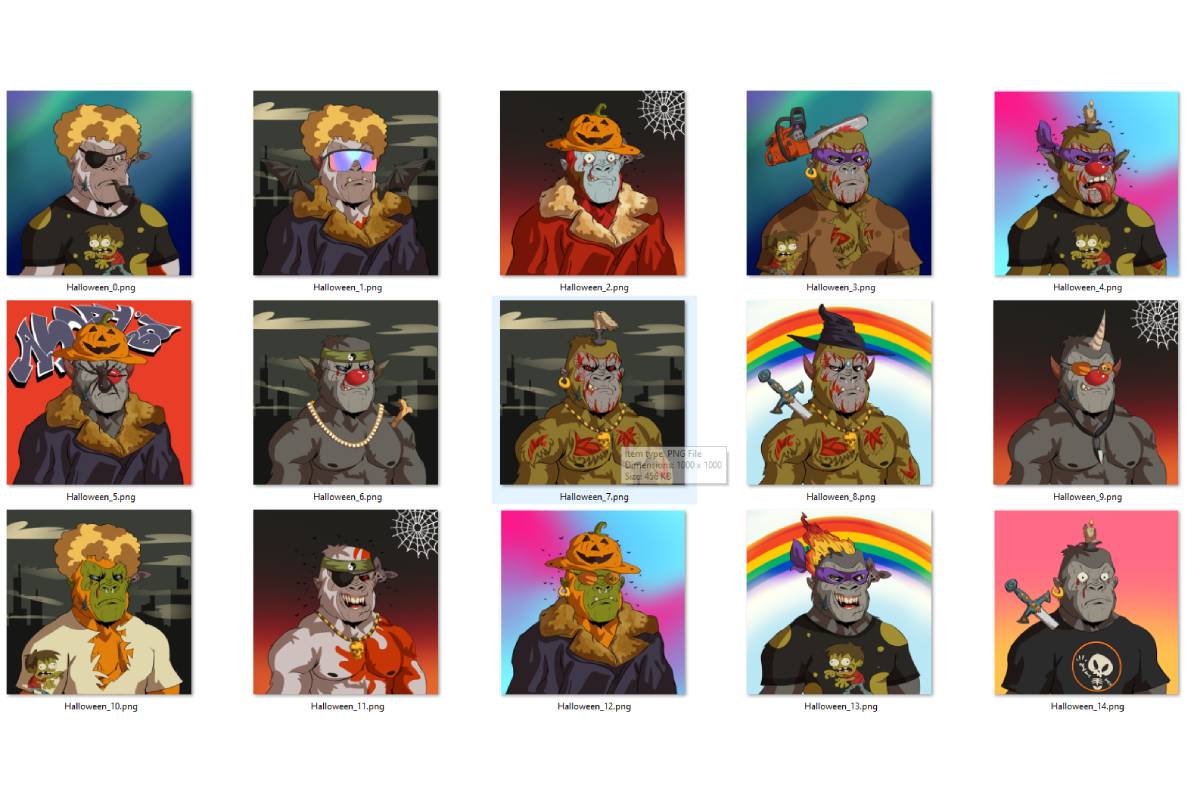 Halloween_0.png
Halloween_1.png
Halloween_2.png
Halloween_3.png
Halloween_4.png
Halloween_5.png
Halloween_6.png
Halloween_7.png
Item type: PNG File
Dimensions: 1000 x 1000
Size: 456 KB
Halloween_8.png
Halloween_9.png
Halloween_10.png
Halloween_11.png
Halloween_12.png
Halloween_13.png
Halloween_14.png